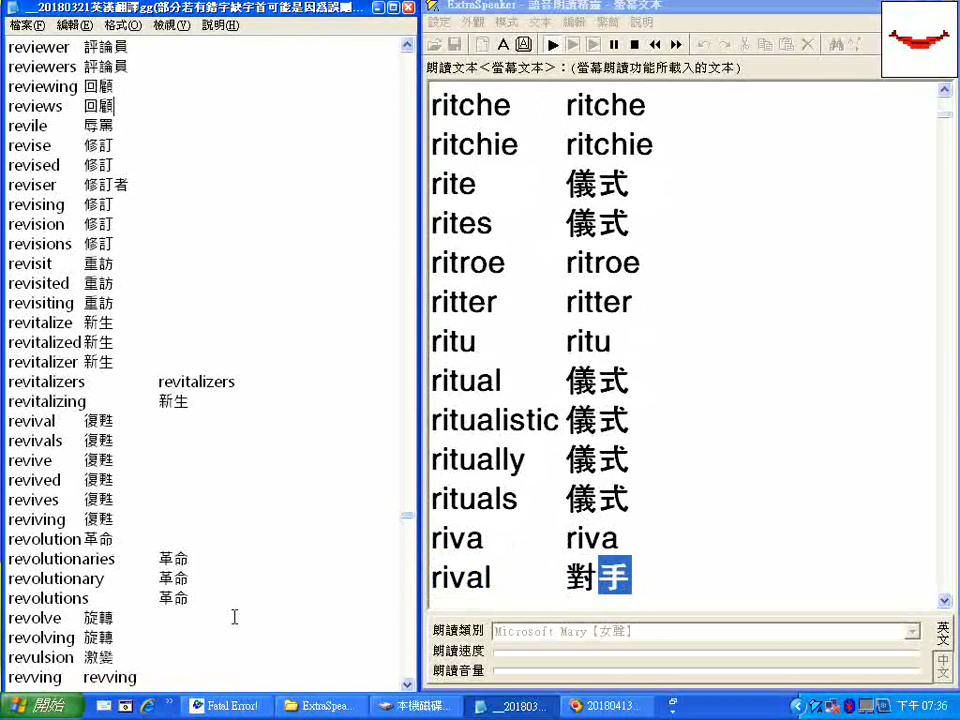 __20180321英漢翻譯gg(部分若有錯字缺字首可能是因爲誤刪...
檔案(F) 編輯(E) 格式(O) 檢視(V) 說明(H)
reviewer 評論員
reviewers 評論員
reviewing 回顧
reviews 回顧
revile 辱罵
revise 修訂
revised 修訂
reviser 修訂者
revising 修訂
revision 修訂
revisions 修訂
revisit 重訪
revisited 重訪
revisiting 重訪
revitalize 新生
revitalized 新生
revitalizer 新生
revitalizers revitalizers
revitalizing 新生
revival 復甦
revivals 復甦
revive 復甦
revived 復甦
revives 復甦
reviving 復甦
revolution 革命
revolutionaries 革命
revolutionary 革命
revolutions 革命
revolve 旋轉
revolving 旋轉
revulsion 激變
revving revving
ExtraSpeaker - 語音朗讀精靈 - 螢幕文本
設定 外觀 模式 文本 編輯 繁簡 說明
朗讀文本<螢幕文本>：(螢幕朗讀功能所載入的文本)
ritche ritche
ritchie ritchie
rite 儀式
rites 儀式
ritroe ritroe
ritter ritter
ritu ritu
ritual 儀式
ritualistic 儀式
ritually 儀式
rituals 儀式
riva riva
rival 對手
朗讀類別 Microsoft Mary【女聲】
朗讀速度
朗讀音量
英文
中文
開始 Fatal Error! ExtraSpea... 本機磁碟... __201803... 20180413... 下午 07:36